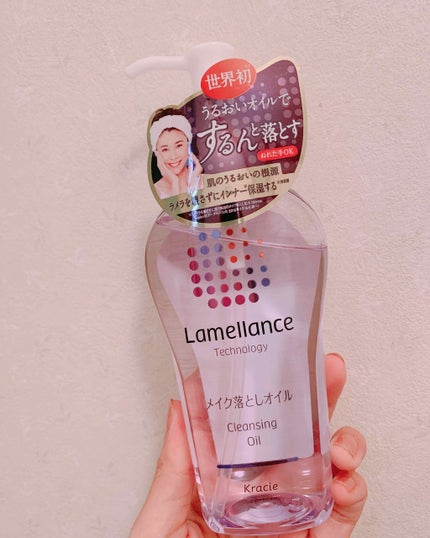 世界初
うるおいオイルで
するんと落とす
ぬれた手OK
肌のうるおいの根源
ラメラを壊さずにインナー保湿する
Lamellance
Technology
メイク落としオイル
Cleansing
Oil
Kracie